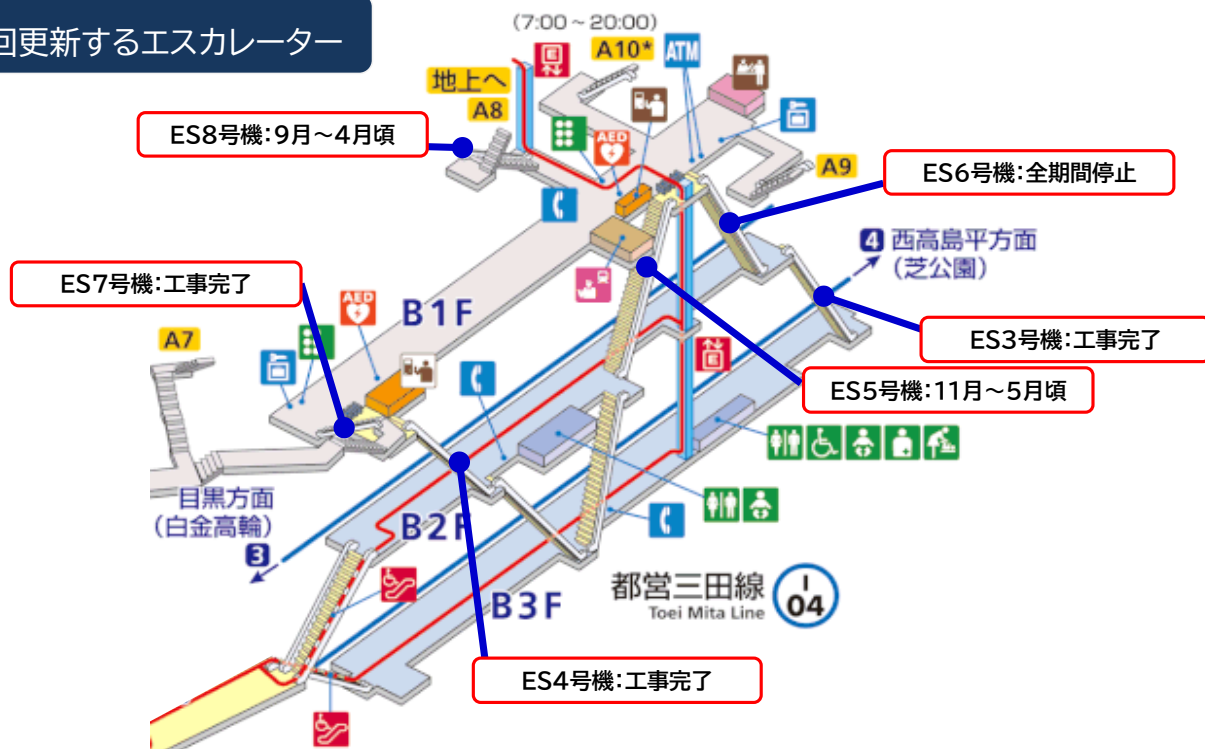 回更新するエスカレーター
(7:00～20:00)
A10*
ATM
地上へ
A8
ES8号機：9月～4月頃
AED
A9
ES6号機：全期間停止
4 西高島平方面
(芝公園)
ES7号機：工事完了
AED
B1F
A7
ES3号機：工事完了
ES5号機：11月～5月頃
目黒方面
(白金高輪)
3
B2F
B3F
都営三田線
Toei Mita Line
I
04
ES4号機：工事完了